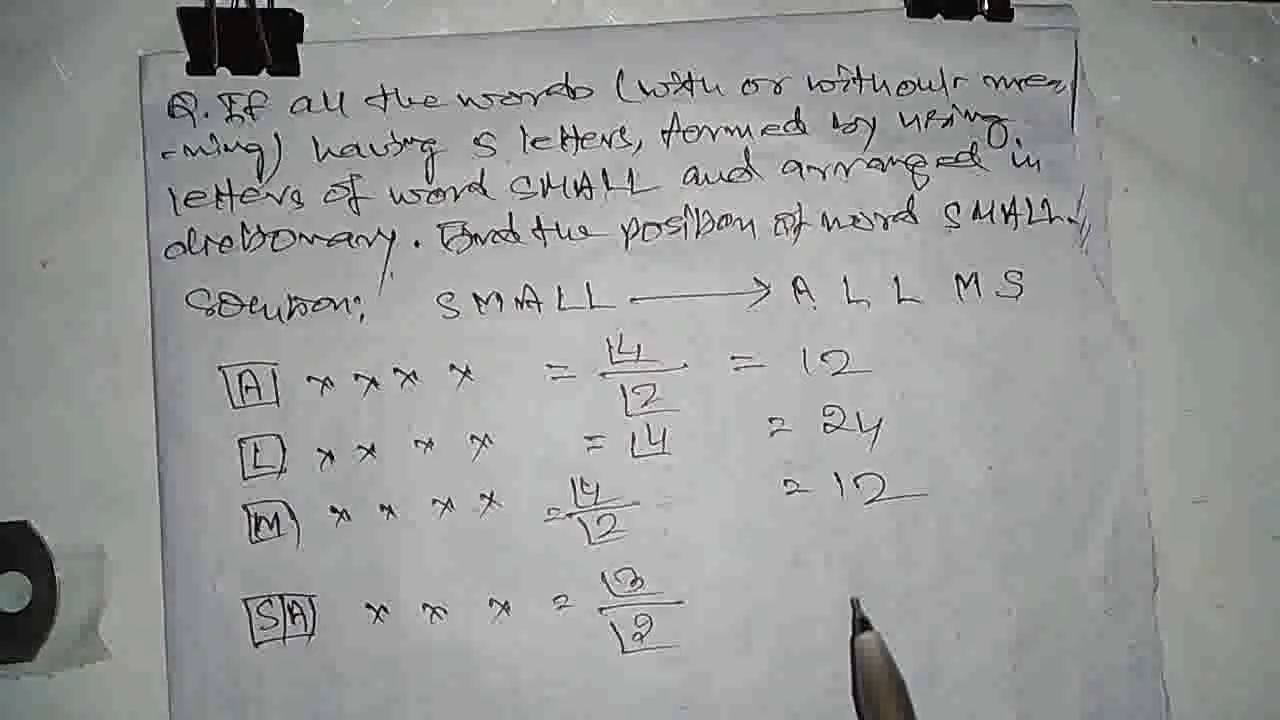 Q. If all the words (with or without mea
-ning) having 5 letters, formed by using
letters of word SMALL and arranged in
dictionary. Find the position of word SMALL.
Solution: SMALL → A L L M S
A × × × × = ⌊4 / ⌊2 = 12
L × × × × = ⌊4 = 24
M × × × × = ⌊4 / ⌊2 = 12
SA × × × = ⌊3 / ⌊2